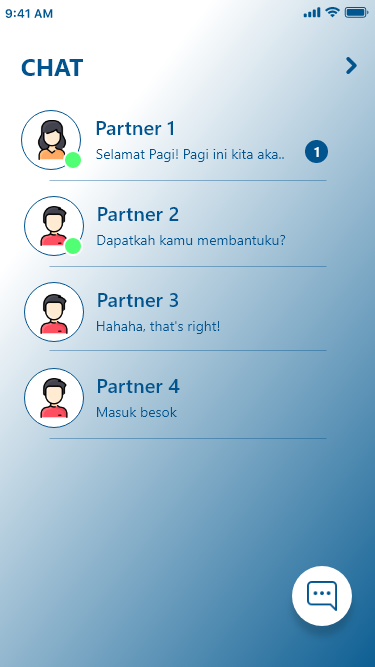 9:41 AM
CHAT
Partner 1
Selamat Pagi! Pagi ini kita aka..
1
Partner 2
Dapatkah kamu membantuku?
Partner 3
Hahaha, that's right!
Partner 4
Masuk besok